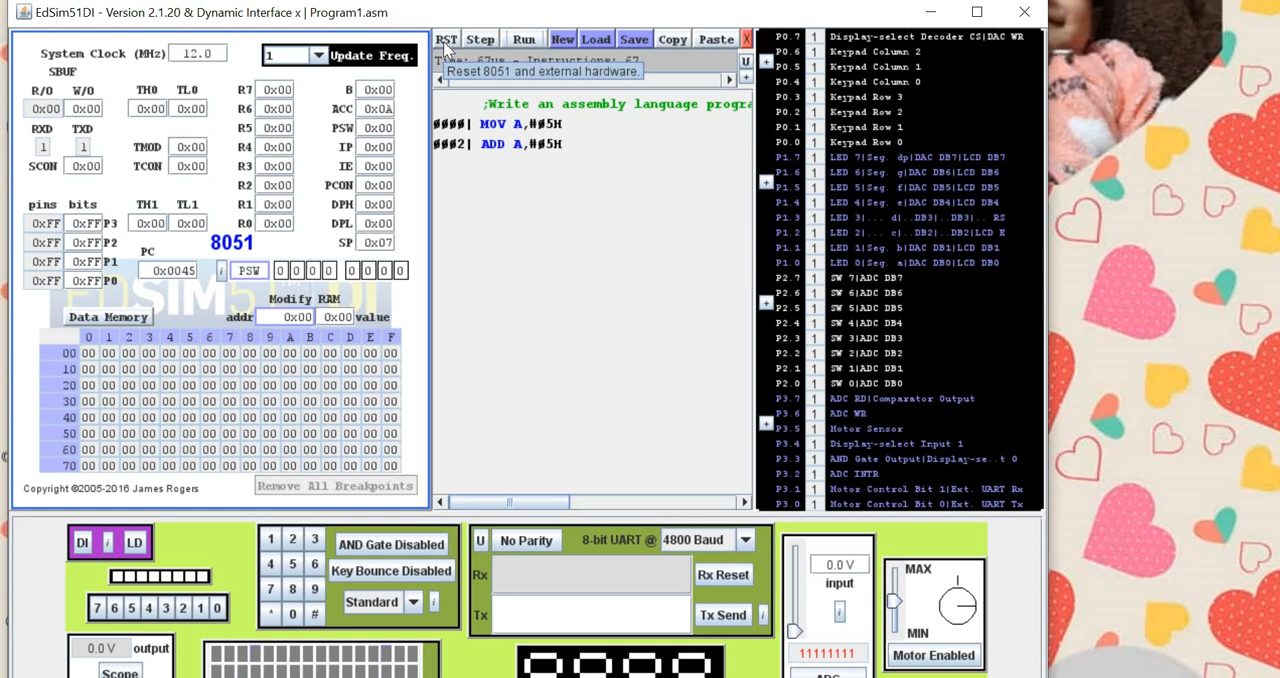 EdSim51DI - Version 2.1.20 & Dynamic Interface x | Program1.asm
System Clock (MHz) 12.0 1 Update Freq.
SBUF
R/O W/O TH0 TL0 R7 0x00 B 0x00
0x00 0x00 0x00 0x00 R6 0x00 ACC 0x0A
RXD TXD R5 0x00 PSW 0x00
1 1 TMOD 0x00 R4 0x00 IP 0x00
SCON 0x00 TCON 0x00 R3 0x00 IE 0x00
R2 0x00 PCON 0x00
pins bits TH1 TL1 R1 0x00 DPH 0x00
0xFF 0xFF P3 0x00 0x00 R0 0x00 DPL 0x00
0xFF 0xFF P2 PC 8051 SP 0x07
0xFF 0xFF P1 0x0045 i PSW 0 0 0 0 0 0 0 0
0xFF 0xFF P0
EdSIM51DI
Modify RAM
Data Memory addr 0x00 0x00 value
0 1 2 3 4 5 6 7 8 9 A B C D E F
00 00 00 00 00 00 00 00 00 00 00 00 00 00 00 00 00
10 00 00 00 00 00 00 00 00 00 00 00 00 00 00 00 00
20 00 00 00 00 00 00 00 00 00 00 00 00 00 00 00 00
30 00 00 00 00 00 00 00 00 00 00 00 00 00 00 00 00
40 00 00 00 00 00 00 00 00 00 00 00 00 00 00 00 00
50 00 00 00 00 00 00 00 00 00 00 00 00 00 00 00 00
60 00 00 00 00 00 00 00 00 00 00 00 00 00 00 00 00
70 00 00 00 00 00 00 00 00 00 00 00 00 00 00 00 00
Copyright ©2005-2016 James Rogers Remove All Breakpoints
RST Step Run New Load Save Copy Paste X
Reset 8051 and external hardware.
U
+
;Write an assembly language progra
0000| MOV A,#05H
0002| ADD A,#05H
P0.7 1 Display-select Decoder CS|DAC WR
P0.6 1 Keypad Column 2
P0.5 1 Keypad Column 1
P0.4 1 Keypad Column 0
P0.3 1 Keypad Row 3
P0.2 1 Keypad Row 2
P0.1 1 Keypad Row 1
P0.0 1 Keypad Row 0
P1.7 1 LED 7|Seg. dp|DAC DB7|LCD DB7
P1.6 1 LED 6|Seg. g|DAC DB6|LCD DB6
P1.5 1 LED 5|Seg. f|DAC DB5|LCD DB5
P1.4 1 LED 4|Seg. e|DAC DB4|LCD DB4
P1.3 1 LED 3|... d|..DB3|..DB3|.. RS
P1.2 1 LED 2|... c|..DB2|..DB2|LCD E
P1.1 1 LED 1|Seg. b|DAC DB1|LCD DB1
P1.0 1 LED 0|Seg. a|DAC DB0|LCD DB0
P2.7 1 SW 7|ADC DB7
P2.6 1 SW 6|ADC DB6
P2.5 1 SW 5|ADC DB5
P2.4 1 SW 4|ADC DB4
P2.3 1 SW 3|ADC DB3
P2.2 1 SW 2|ADC DB2
P2.1 1 SW 1|ADC DB1
P2.0 1 SW 0|ADC DB0
P3.7 1 ADC RD|Comparator Output
P3.6 1 ADC WR
P3.5 1 Motor Sensor
P3.4 1 Display-select Input 1
P3.3 1 AND Gate Output|Display-se..t 0
P3.2 1 ADC INTR
P3.1 1 Motor Control Bit 1|Ext. UART Rx
P3.0 1 Motor Control Bit 0|Ext. UART Tx
DI i LD
7 6 5 4 3 2 1 0
0.0 V output
Scope
1 2 3
4 5 6
7 8 9
* 0 #
AND Gate Disabled
Key Bounce Disabled
Standard i
U No Parity 8-bit UART @ 4800 Baud
Rx Rx Reset
Tx Tx Send i
0.0 V
input
i
11111111
MAX
MIN
Motor Enabled